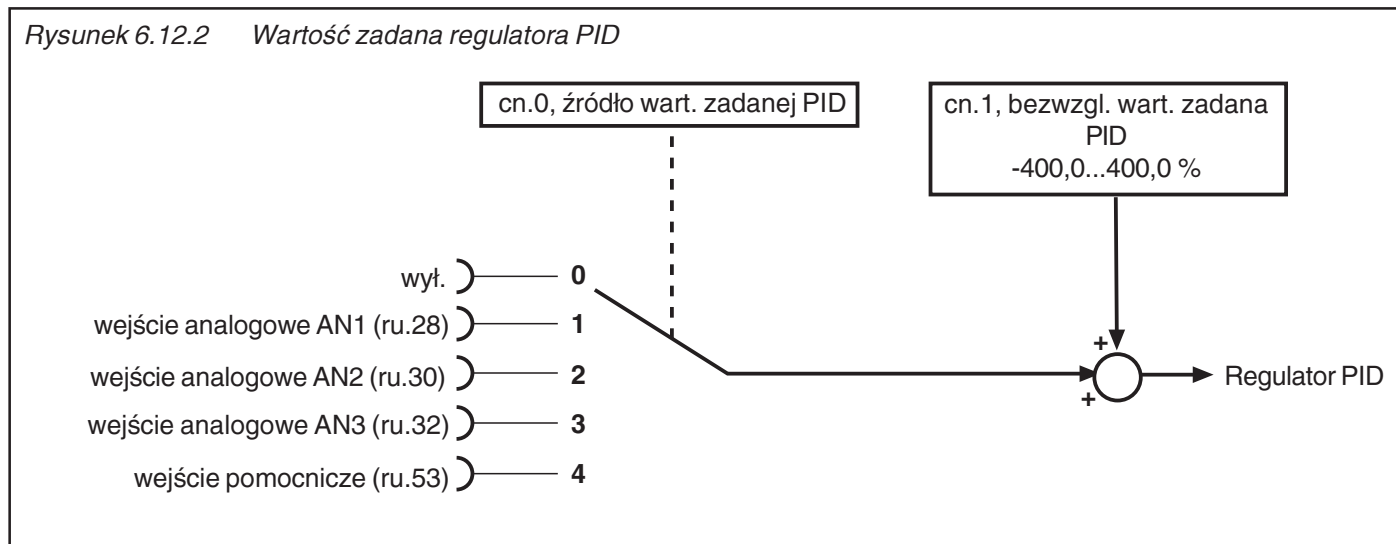 Rysunek 6.12.2 Wartość zadana regulatora PID
cn.0, źródło wart. zadanej PID
cn.1, bezwzgl. wart. zadana
PID
-400,0...400,0 %
wył. 0
wejście analogowe AN1 (ru.28) 1
wejście analogowe AN2 (ru.30) 2
wejście analogowe AN3 (ru.32) 3
wejście pomocnicze (ru.53) 4
+
+
Regulator PID